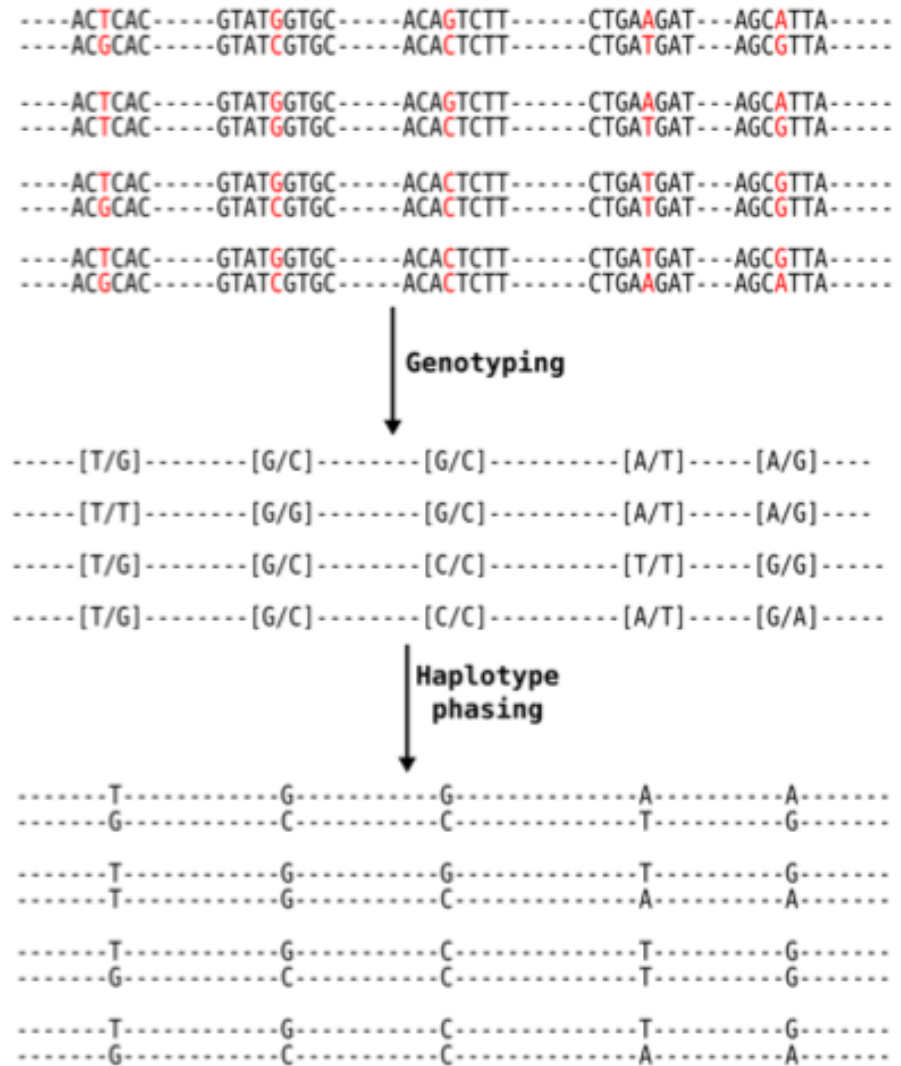 ----ACTCAC-----GTATGGTGC-----ACAGTCTT------CTGAAGAT---AGCATTA-----
----ACGCAC-----GTATCGTGC-----ACACTCTT------CTGATGAT---AGCGTTA-----
----ACTCAC-----GTATGGTGC-----ACAGTCTT------CTGAAGAT---AGCATTA-----
----ACTCAC-----GTATGGTGC-----ACACTCTT------CTGATGAT---AGCGTTA-----
----ACTCAC-----GTATGGTGC-----ACACTCTT------CTGATGAT---AGCGTTA-----
----ACGCAC-----GTATCGTGC-----ACACTCTT------CTGATGAT---AGCGTTA-----
----ACTCAC-----GTATGGTGC-----ACACTCTT------CTGATGAT---AGCGTTA-----
----ACGCAC-----GTATCGTGC-----ACACTCTT------CTGAAGAT---AGCATTA-----
Genotyping
-----[T/G]--------[G/C]--------[G/C]----------[A/T]-----[A/G]----
-----[T/T]--------[G/G]--------[G/C]----------[A/T]-----[A/G]----
-----[T/G]--------[G/C]--------[C/C]----------[T/T]-----[G/G]-----
-----[T/G]--------[G/C]--------[C/C]----------[A/T]-----[G/A]-----
Haplotype
phasing
-------T------------G-----------G--------------A----------A-------
-------G------------C-----------C--------------T----------G-------
-------T------------G-----------G--------------T----------G-------
-------T------------G-----------C--------------A----------A-------
-------T------------G-----------C--------------T----------G-------
-------G------------C-----------C--------------T----------G-------
-------T------------G-----------C--------------T----------G-------
-------G------------C-----------C--------------A----------A-------